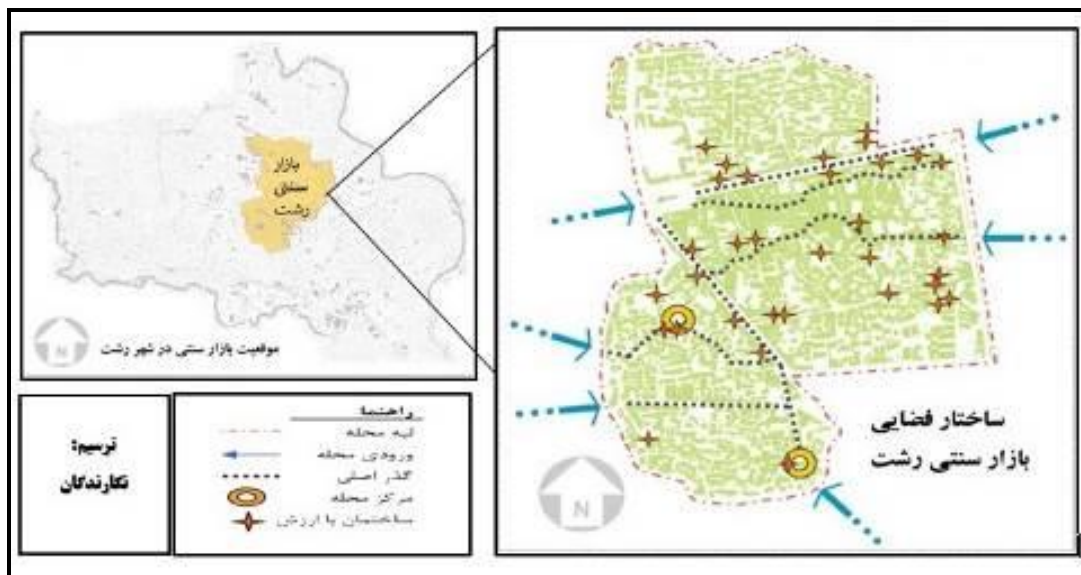 بازار
سنتی
رشت
N
موقعیت بازار سنتی در شهر رشت
ترسیم:
نگارندگان
راهنما
لبه محله
ورودی محله
گذر اصلی
مرکز محله
ساختمان با ارزش
ساختار فضایی
بازار سنتی رشت
N